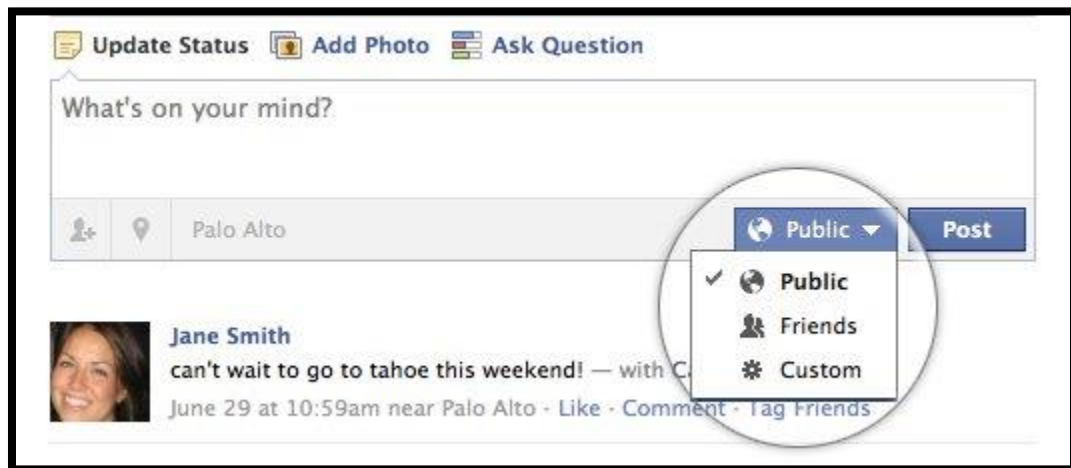 Update Status Add Photo Ask Question
What's on your mind?
Palo Alto Public Post
Public
Friends
Custom
Jane Smith
can't wait to go to tahoe this weekend! — with
June 29 at 10:59am near Palo Alto · Like · Comment · Tag Friends